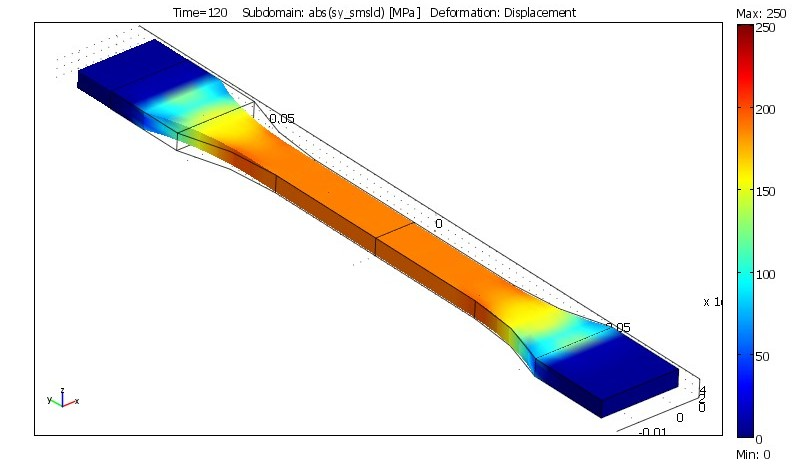 Time=120 Subdomain: abs(sy_smsld) [MPa] Deformation: Displacement
Max: 250
250
200
0.05
150
0
100
0.05
50
4
2
0
0
-0.01
0
Min: 0
z
y
x